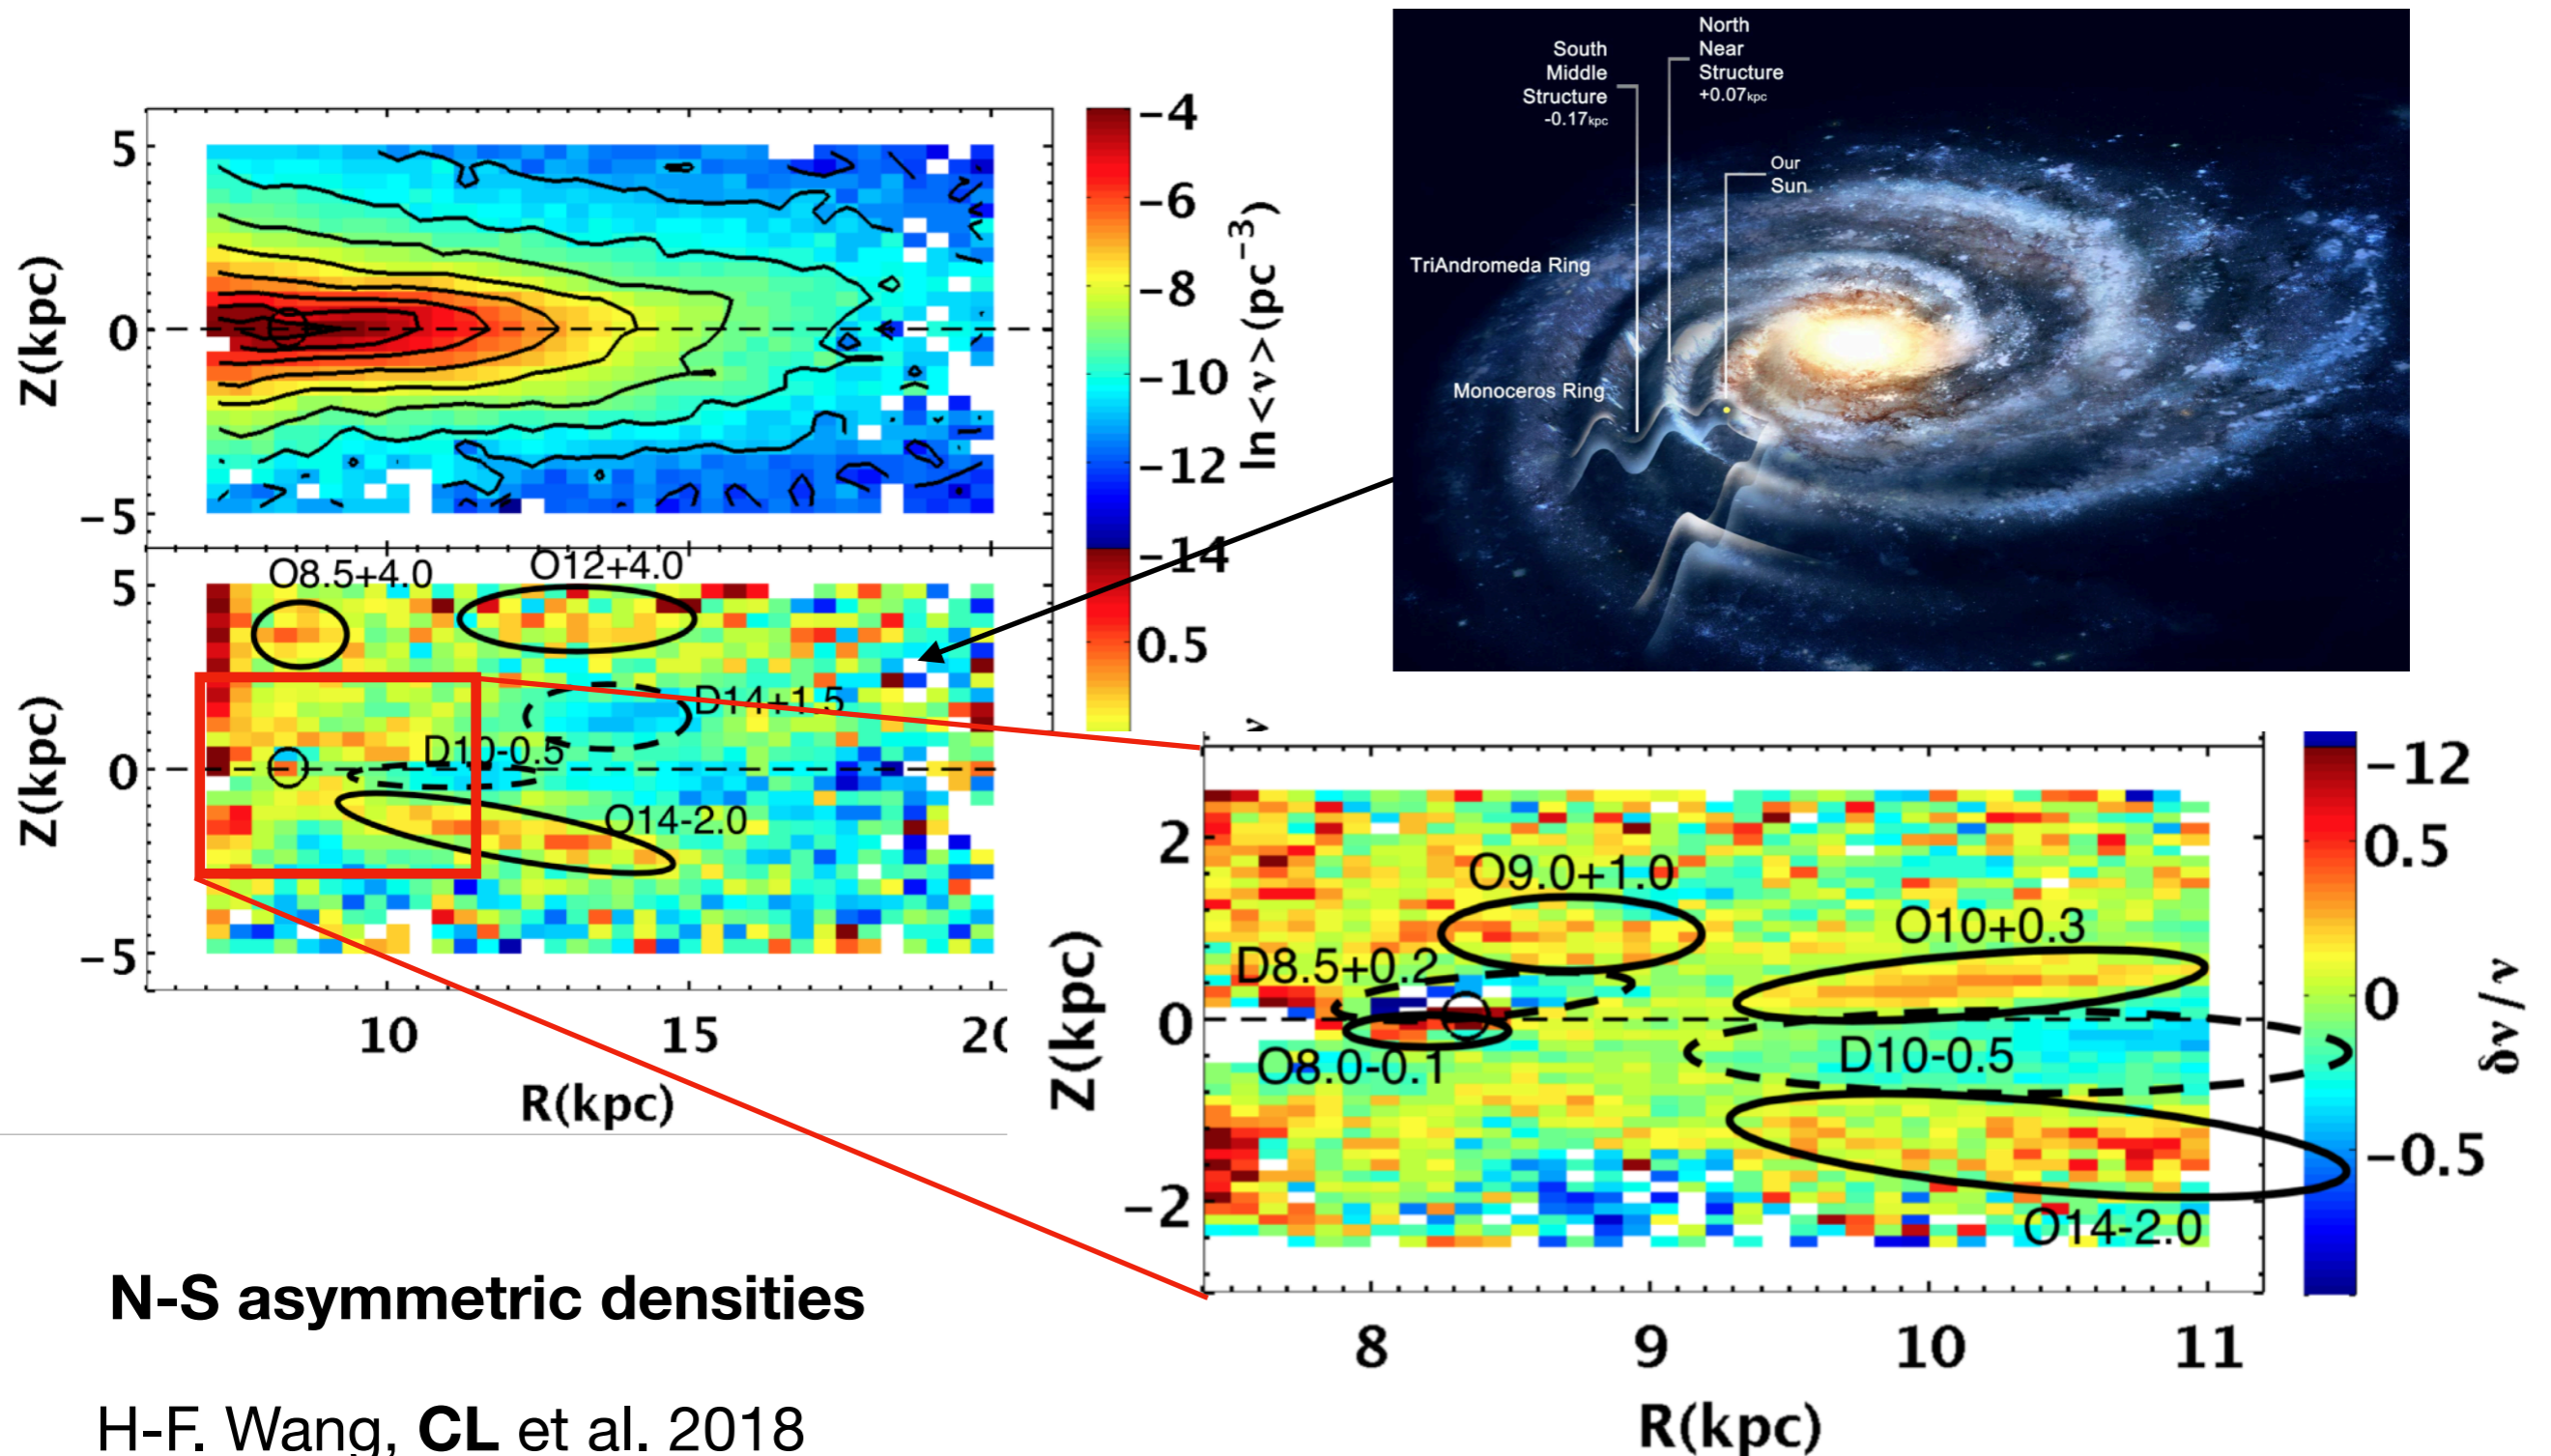 5
0
−5
Z(kpc)
−4
−6
−8
−10
−12
−14
ln<ν>(pc⁻³)
O8.5+4.0
O12+4.0
5
0
−5
Z(kpc)
D14+1.5
D10-0.5
O14-2.0
0.5
ν
10
15
R(kpc)
South
Middle
Structure
-0.17kpc
North
Near
Structure
+0.07kpc
Our
Sun
TriAndromeda Ring
Monoceros Ring
2
0
−2
Z(kpc)
O9.0+1.0
O10+0.3
D8.5+0.2
O8.0-0.1
D10-0.5
O14-2.0
8
9
10
11
R(kpc)
−12
0.5
0
−0.5
δν/ν
N-S asymmetric densities
H-F. Wang, CL et al. 2018